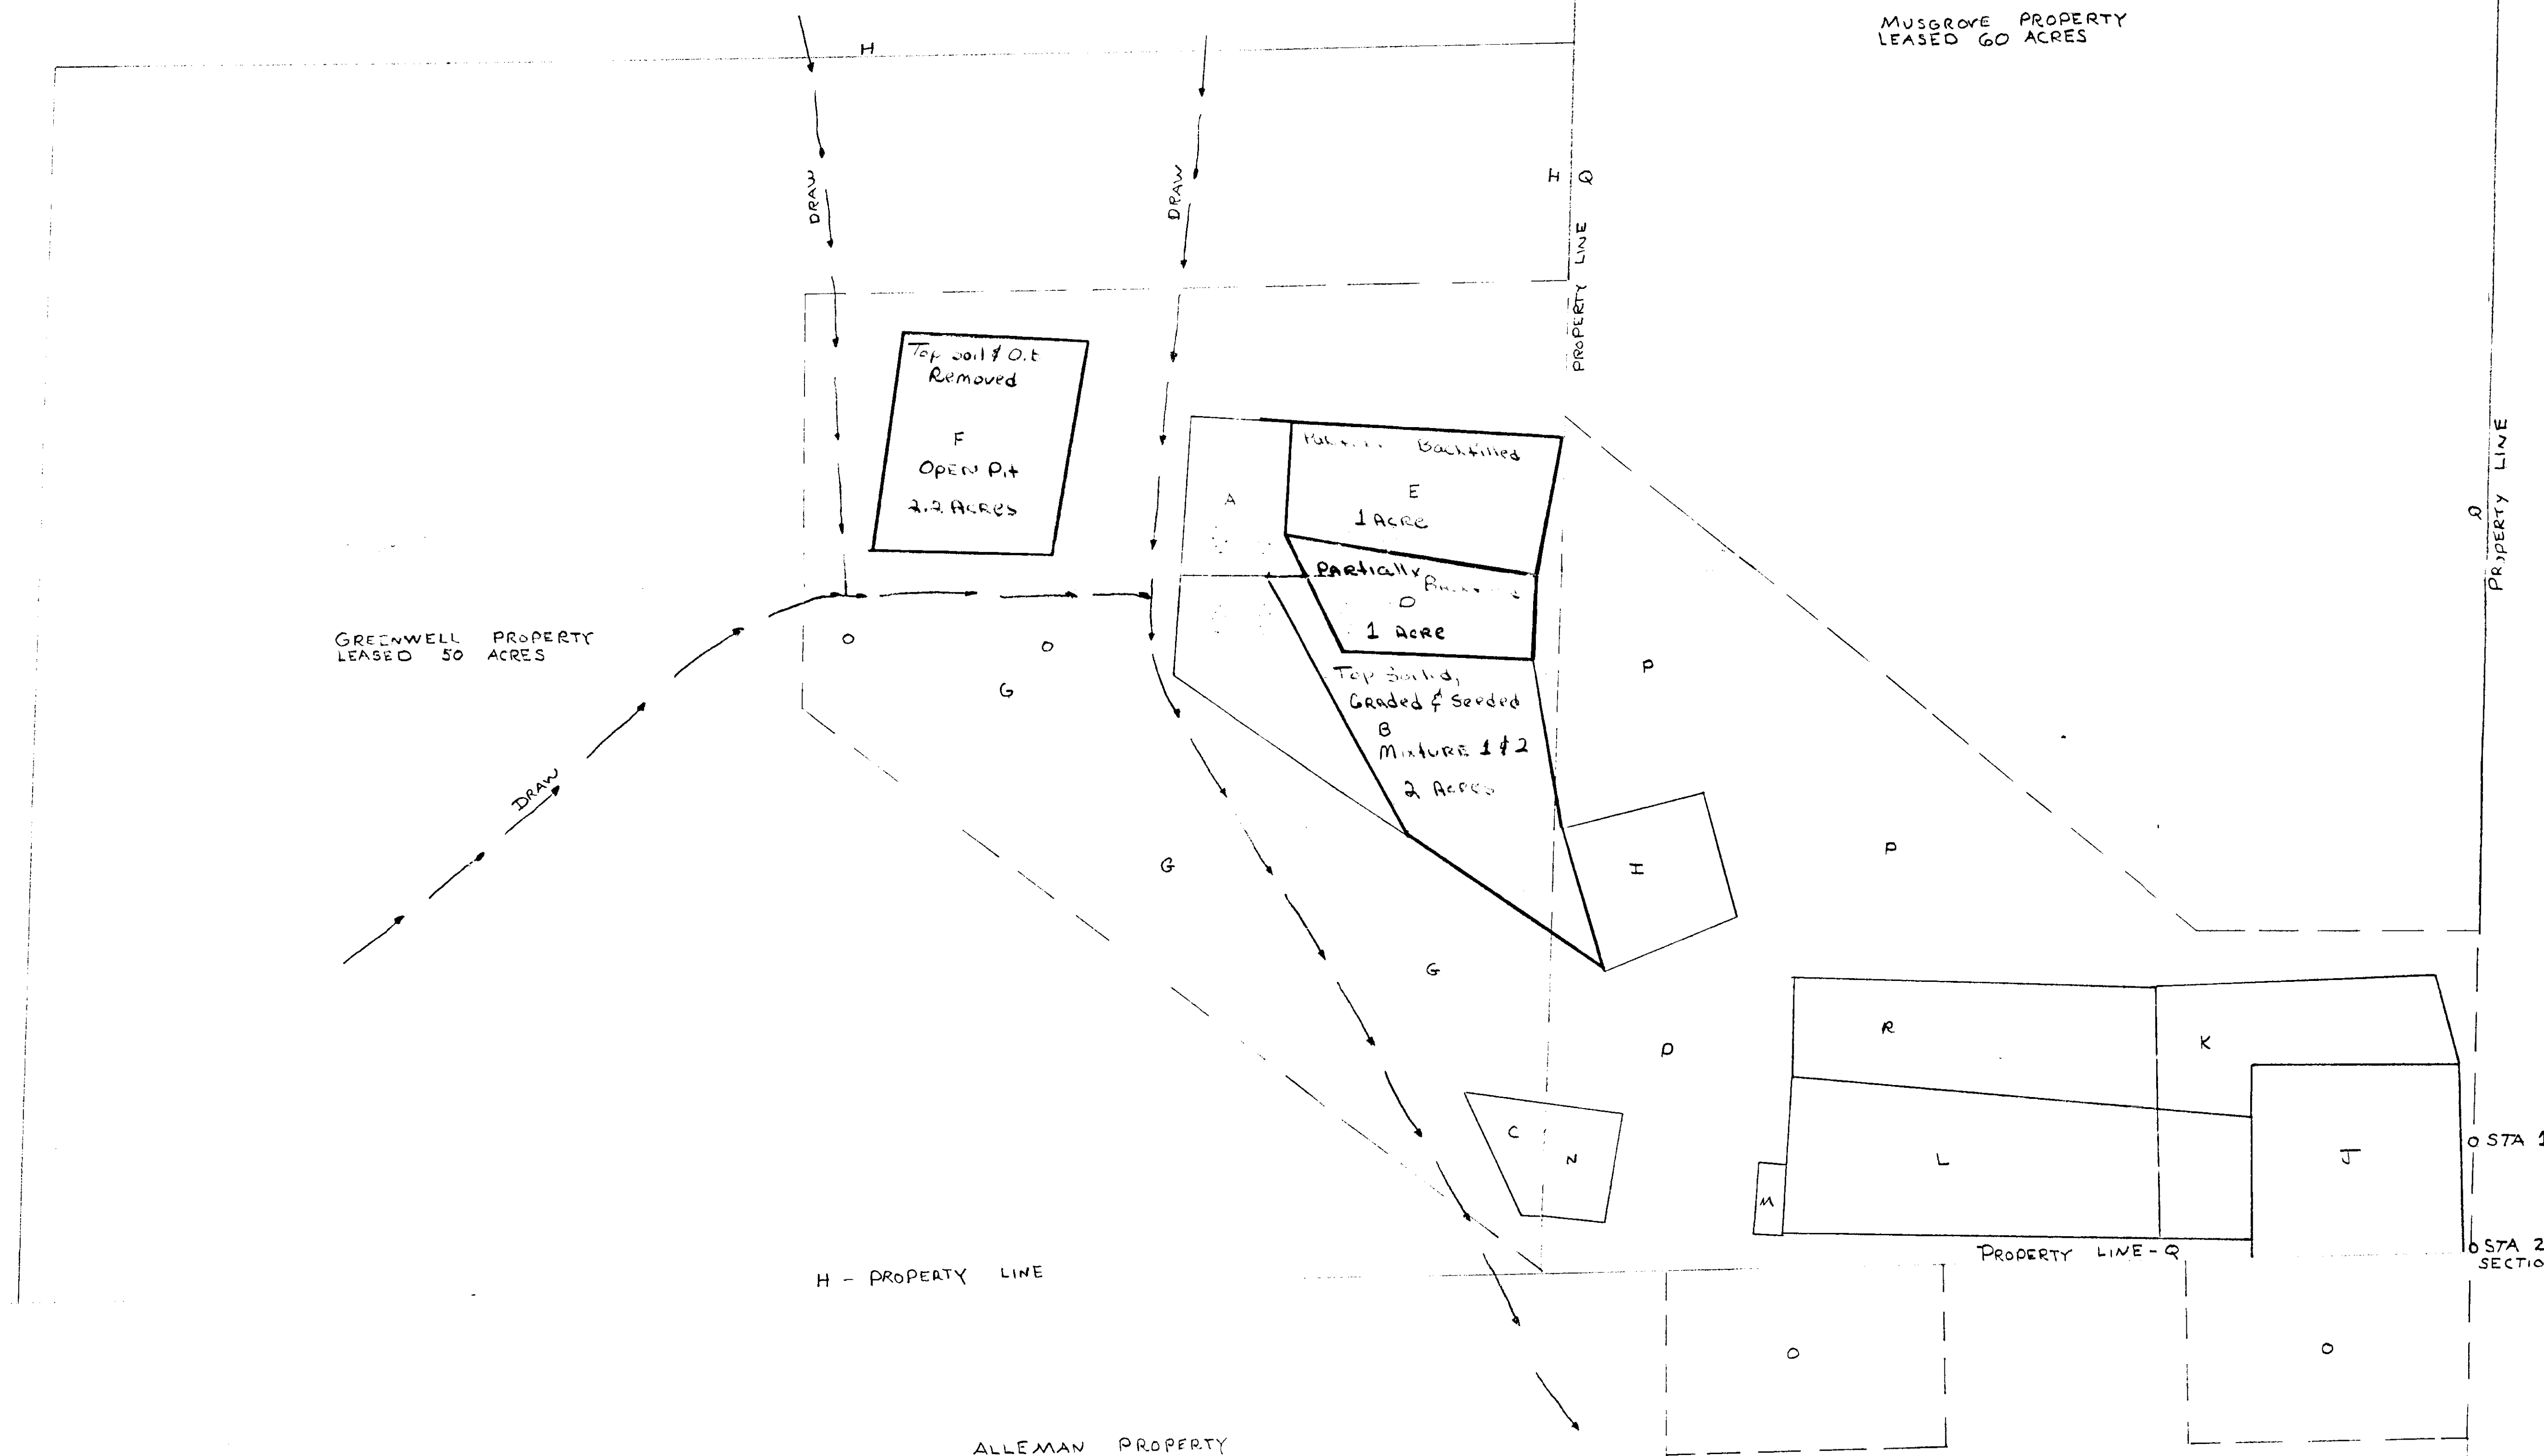 MUSGROVE PROPERTY
LEASED 60 ACRES
H
DRAW
DRAW
H
Q
PROPERTY LINE
Removed
F
OPEN Pit
2.2 ACRes
Backfilled
E
1 ACRe
A
PARtially
D
1 ACRe
Graded & Seeded
B
MixtURE 1 & 2
2 Acres
Q
PROPERTY LINE
GREENWELL PROPERTY
LEASED 50 ACRES
O
O
G
P
DRAW
G
I
P
G
P
R
K
C
N
L
M
J
STA 1
STA 2
PROPERTY LINE - Q
H - PROPERTY LINE
O
O
ALLEMAN PROPERTY